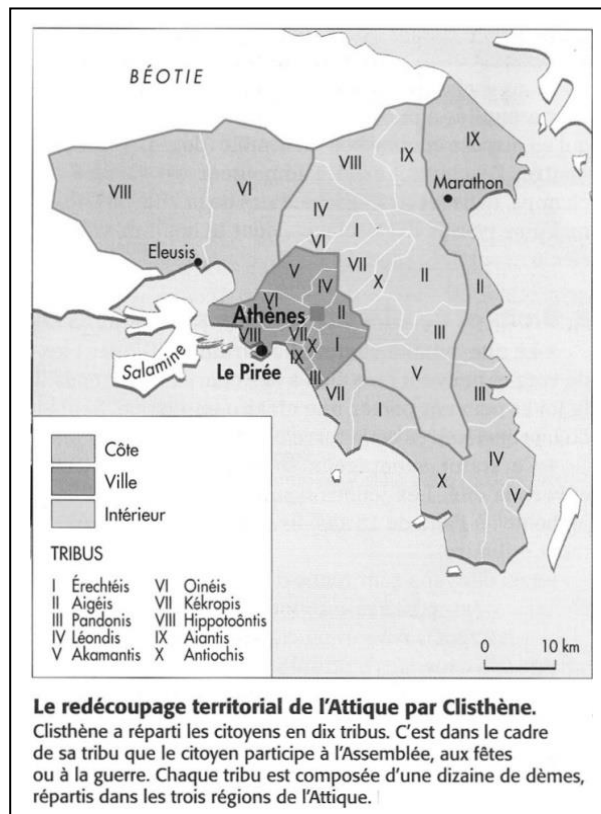 BÉOTIE
VIII
IX
IX
VIII
VI
Marathon
IV
I
VI
Eleusis
V
VII
X
II
II
IV
VI
Athènes
II
VIII
VII
X
I
III
Salamine
IX
Le Pirée
III
V
VII
III
IV
X
V
Côte
Ville
Intérieur
TRIBUS
I Érechtéis
II Aigéis
III Pandonis
IV Léondis
V Akamantis
VI Oinéis
VII Kékropis
VIII Hippotoôntis
IX Aiantis
X Antiochis
0 10 km
Le redécoupage territorial de l'Attique par Clisthène.
Clisthène a réparti les citoyens en dix tribus. C'est dans le cadre
de sa tribu que le citoyen participe à l'Assemblée, aux fêtes
ou à la guerre. Chaque tribu est composée d'une dizaine de dèmes,
répartis dans les trois régions de l'Attique.